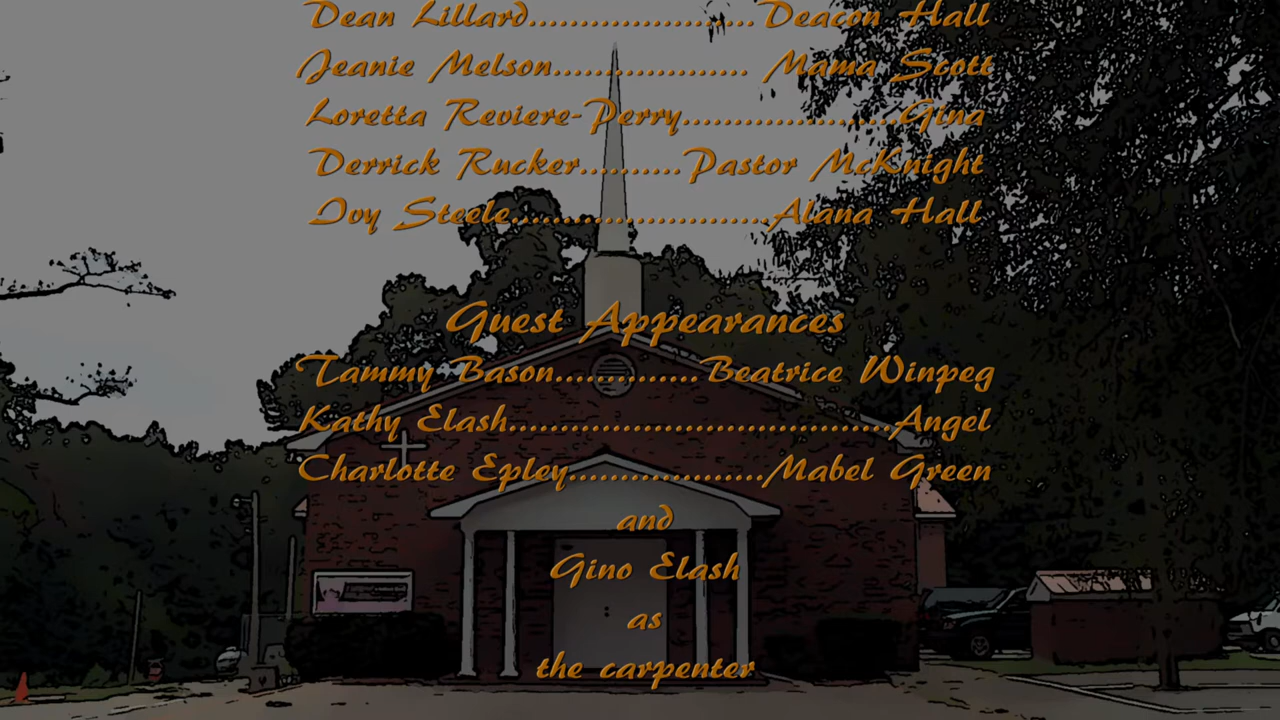 Dean Lillard.......................Deacon Hall
Jeanie Melson................... Mama Scott
Loretta Reviere-Perry.....................Gina
Derrick Rucker..........Pastor McKnight
Ivy Steele.........................Alana Hall
Guest Appearances
Tammy Bason..............Beatrice Winpeg
Kathy Elash.....................................Angel
Charlotte Epley...................Mabel Green
and
Gino Elash
as
the carpenter